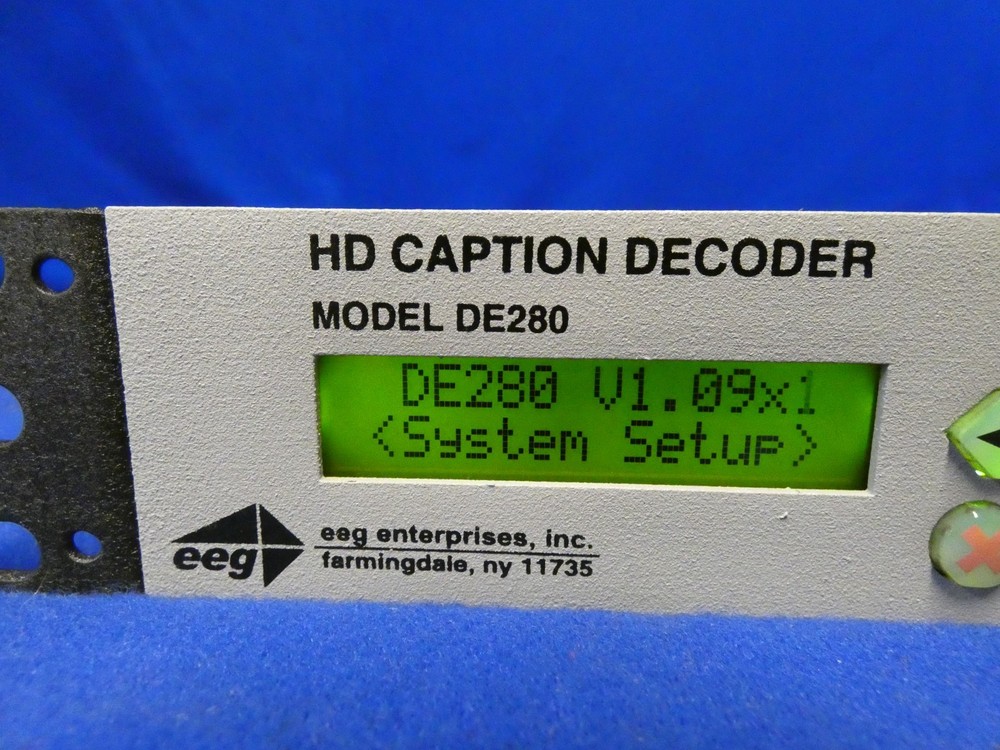 HD CAPTION DECODER
MODEL DE280
DE280 V1.09x1
<System Setup>
eeg
eeg enterprises, inc.
farmingdale, ny 11735